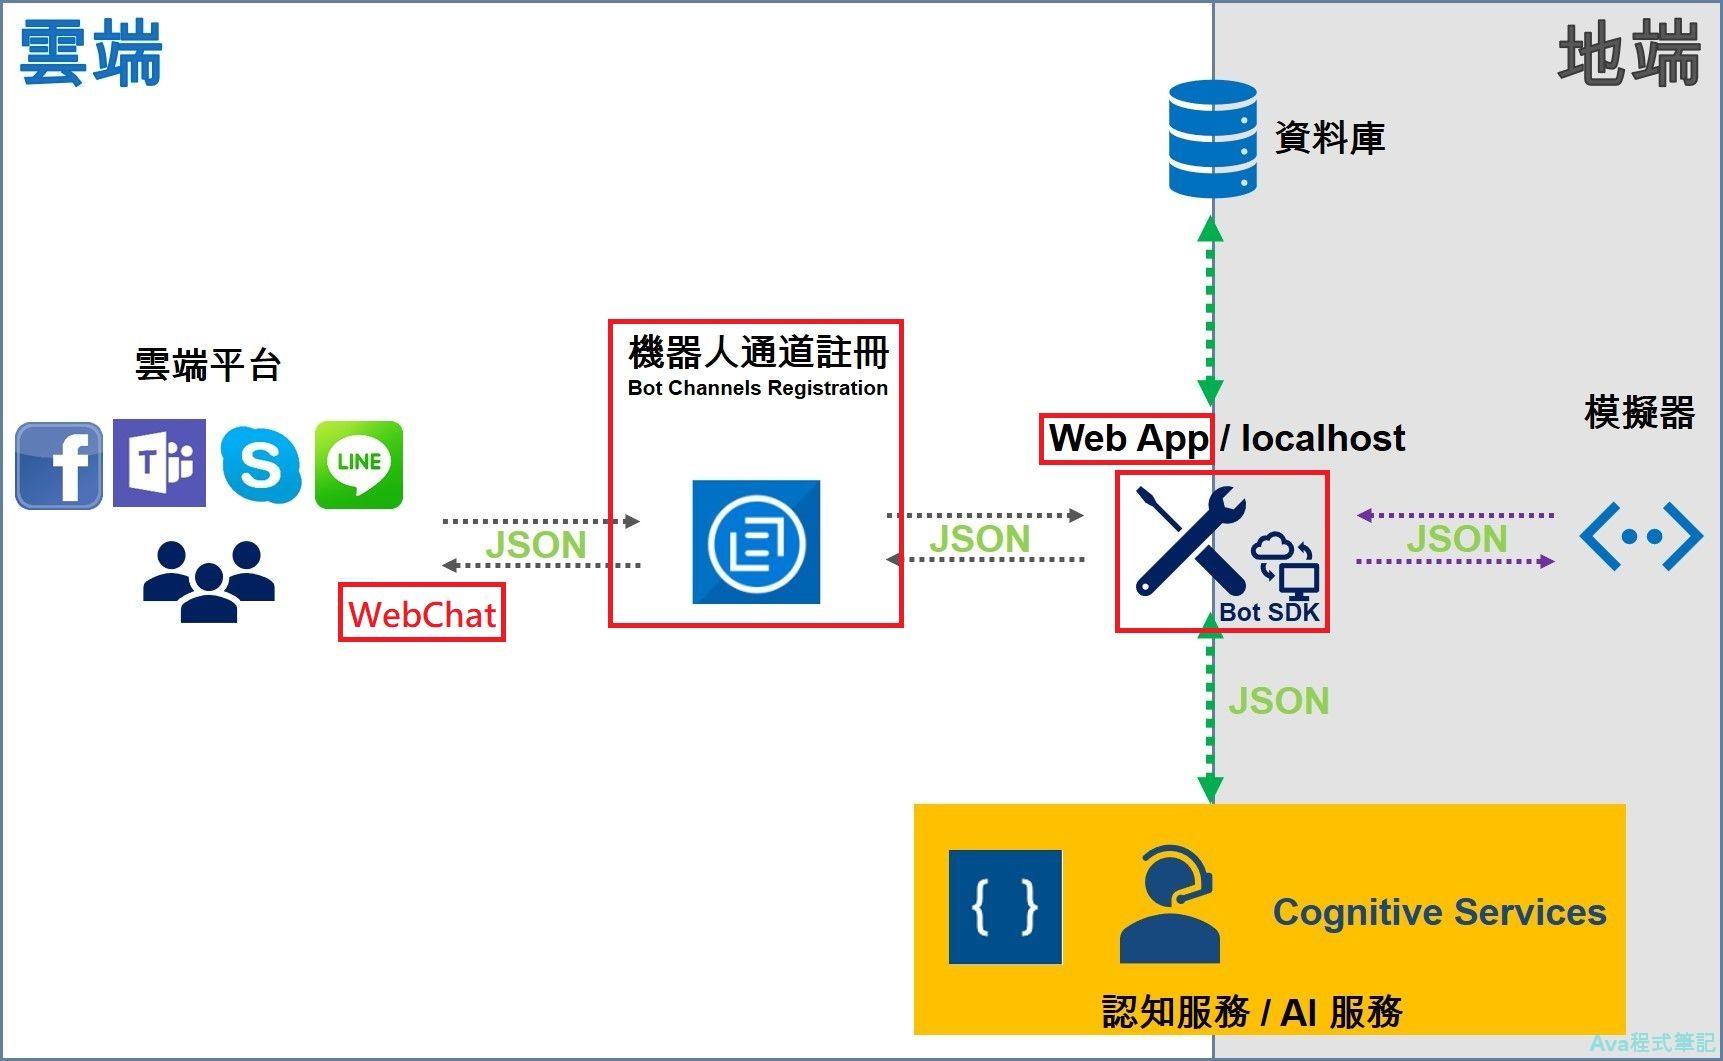 雲端
地端
資料庫
雲端平台
機器人通道註冊
Bot Channels Registration
Web App / localhost
模擬器
LINE
JSON
JSON
JSON
WebChat
Bot SDK
JSON
{ }
Cognitive Services
認知服務 / AI 服務
Ava程式筆記